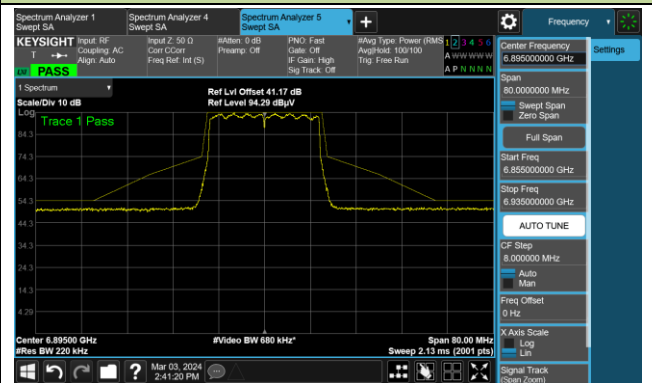 Spectrum Analyzer 1
Swept SA
Spectrum Analyzer 4
Swept SA
Spectrum Analyzer 5
Swept SA
+
Frequency
KEYSIGHT
T
LXI
PASS
Input: RF
Coupling: AC
Align: Auto
Input Z: 50 Ω
Corr CCorr
Freq Ref: Int (S)
#Atten: 0 dB
Preamp: Off
PNO: Fast
Gate: Off
IF Gain: High
Sig Track: Off
#Avg Type: Power (RMS
Avg|Hold: 100/100
Trig: Free Run
1 2 3 4 5 6
A W W W W W
A P N N N N
1 Spectrum
Scale/Div 10 dB
Ref Lvl Offset 41.17 dB
Ref Level 94.29 dBµV
Log
Trace 1 Pass
84.3
74.3
64.3
54.3
44.3
34.3
24.3
14.3
4.29
Center 6.89500 GHz
#Res BW 220 kHz
#Video BW 680 kHz*
Span 80.00 MHz
Sweep 2.13 ms (2001 pts)
Mar 03, 2024
2:41:20 PM
?
Center Frequency
6.895000000 GHz
Settings
Span
80.0000000 MHz
Swept Span
Zero Span
Full Span
Start Freq
6.855000000 GHz
Stop Freq
6.935000000 GHz
AUTO TUNE
CF Step
8.000000 MHz
Auto
Man
Freq Offset
0 Hz
X Axis Scale
Log
Lin
Signal Track
(Span Zoom)